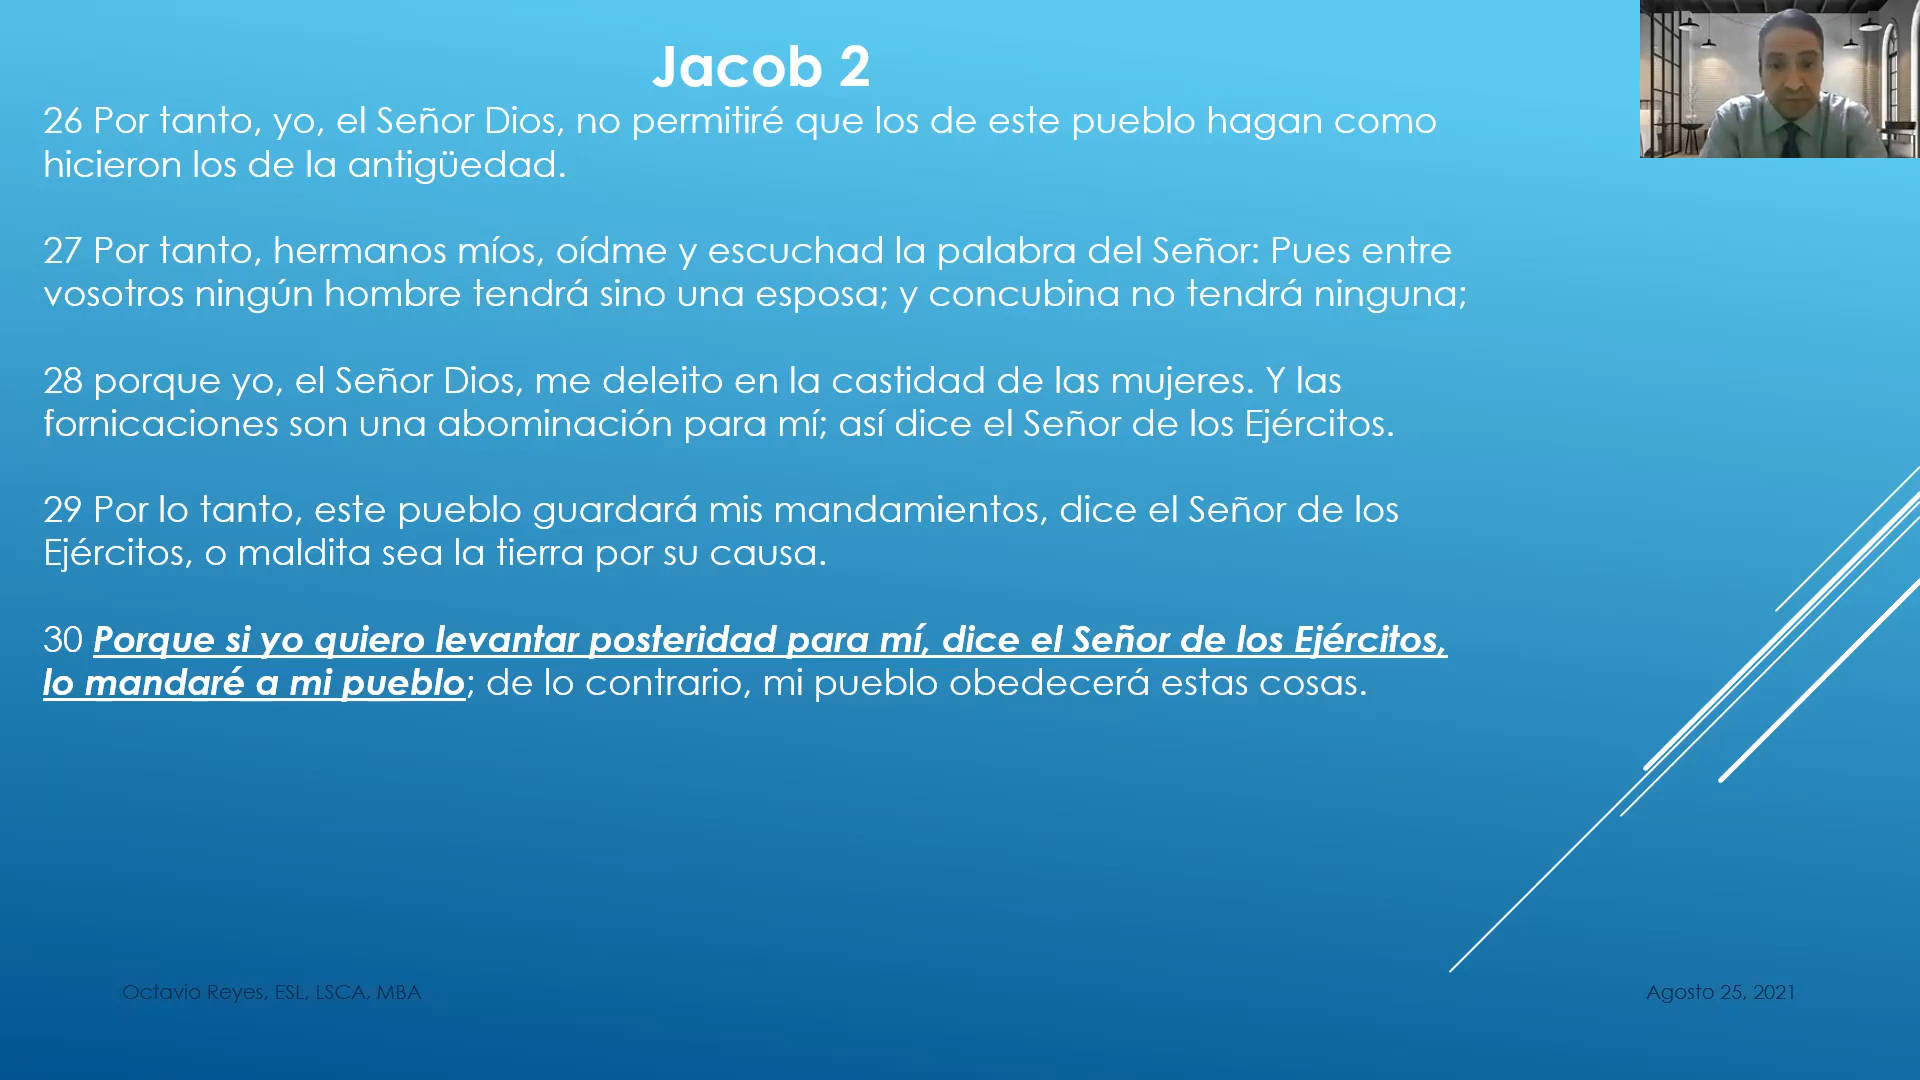 Jacob 2
26 Por tanto, yo, el Señor Dios, no permitiré que los de este pueblo hagan como
hicieron los de la antigüedad.
27 Por tanto, hermanos míos, oídme y escuchad la palabra del Señor: Pues entre
vosotros ningún hombre tendrá sino una esposa; y concubina no tendrá ninguna;
28 porque yo, el Señor Dios, me deleito en la castidad de las mujeres. Y las
fornicaciones son una abominación para mí; así dice el Señor de los Ejércitos.
29 Por lo tanto, este pueblo guardará mis mandamientos, dice el Señor de los
Ejércitos, o maldita sea la tierra por su causa.
30 Porque si yo quiero levantar posteridad para mí, dice el Señor de los Ejércitos,
lo mandaré a mi pueblo; de lo contrario, mi pueblo obedecerá estas cosas.
Octavio Reyes, ESL, LSCA, MBA
Agosto 25, 2021